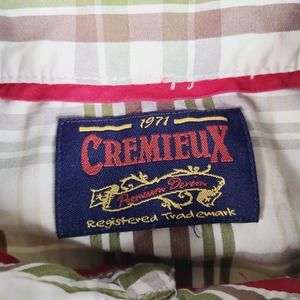 1971
CREMIEUX
Premium Denim
Registered Trademark